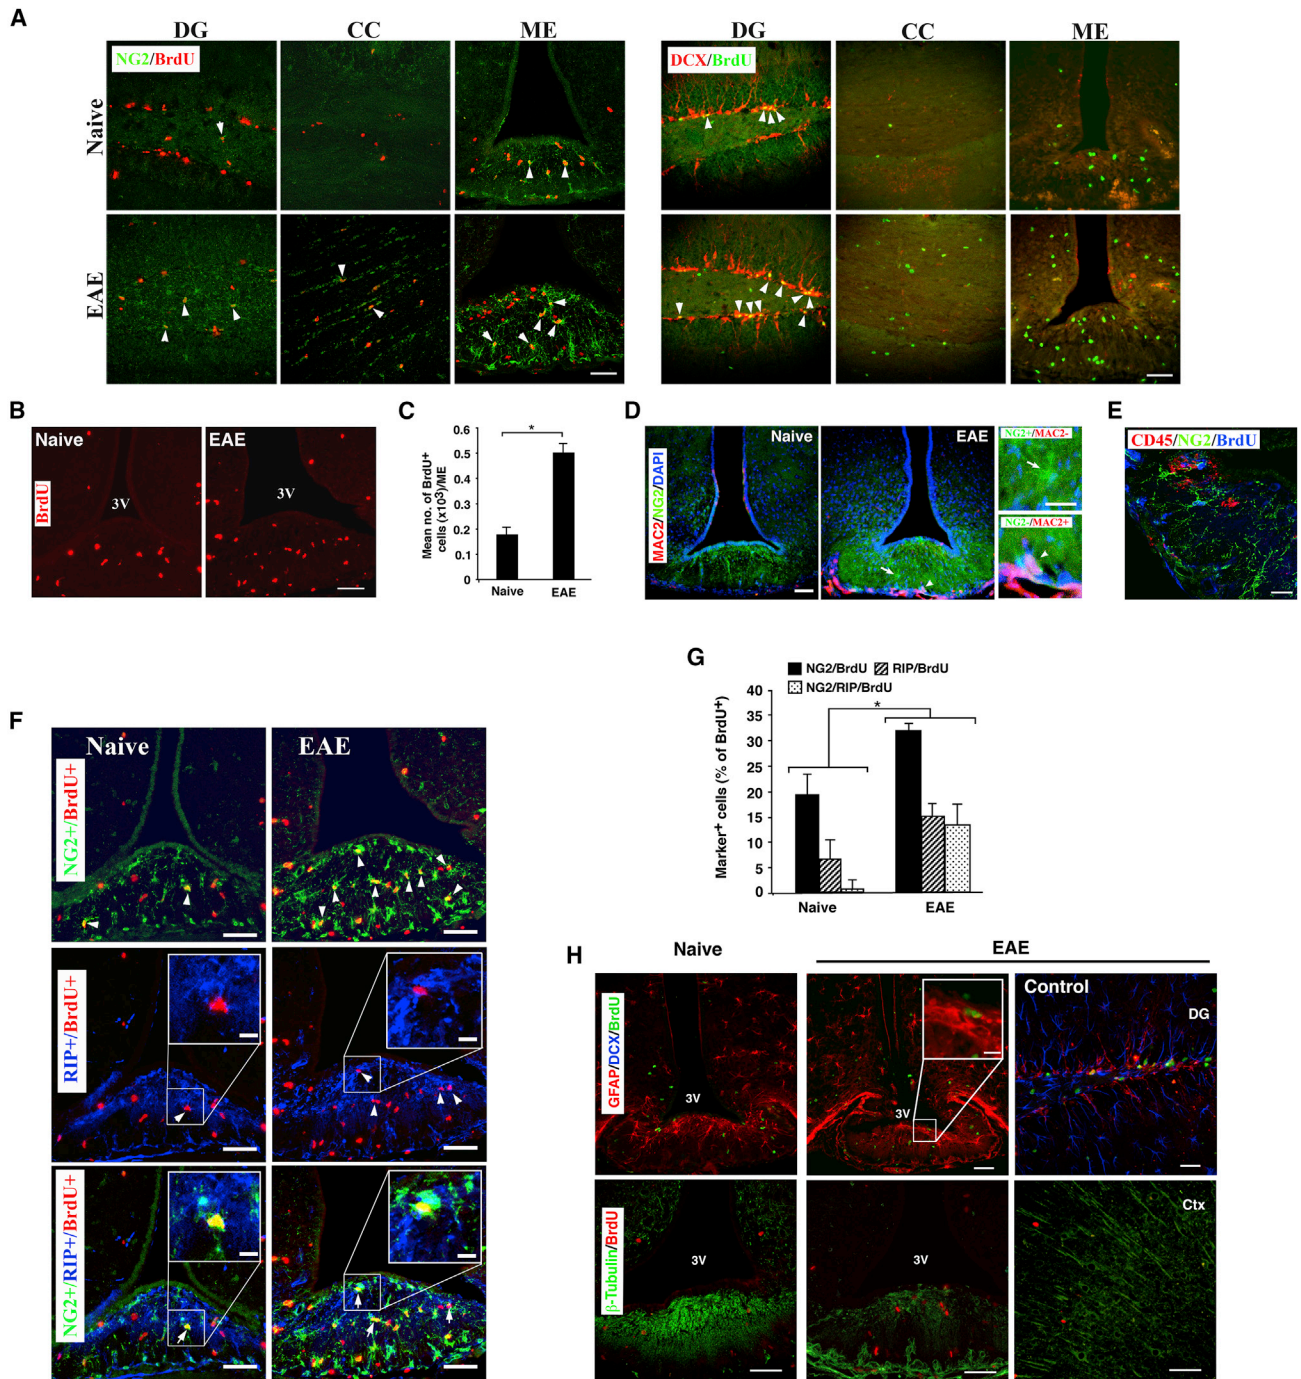 A
DG CC ME DG CC ME
NG2/BrdU DCX/BrdU
Naive
EAE
B
Naive EAE
BrdU
3V 3V
C
Mean no. of BrdU+
cells (x10³)/ME
0.6
0.5
0.4
0.3
0.2
0.1
0
*
Naive EAE
D
MAC2/NG2/DAPI
Naive EAE
NG2+/MAC2-
NG2-/MAC2+
E
CD45/NG2/BrdU
F
Naive EAE
NG2+/BrdU+
RIP+/BrdU+
NG2+/RIP+/BrdU+
G
NG2/BrdU RIP/BrdU
NG2/RIP/BrdU
Marker+ cells (% of BrdU+)
40
35
30
25
20
15
10
5
0
*
Naive EAE
H
Naive EAE
GFAP/DCX/BrdU
3V 3V
Control
DG
β-Tubulin/BrdU
3V 3V
Ctx